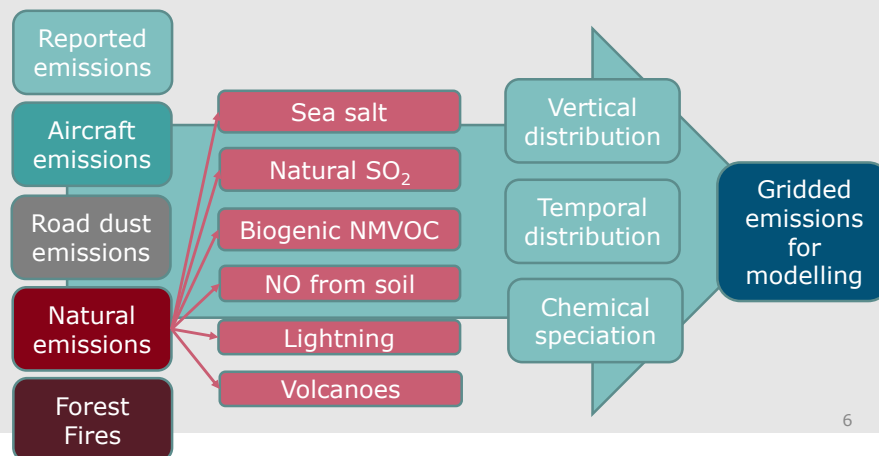 Reported
emissions
Aircraft
emissions
Road dust
emissions
Natural
emissions
Forest
Fires
Sea salt
Natural SO₂
Biogenic NMVOC
NO from soil
Lightning
Volcanoes
Vertical
distribution
Temporal
distribution
Chemical
speciation
Gridded
emissions
for
modelling
6